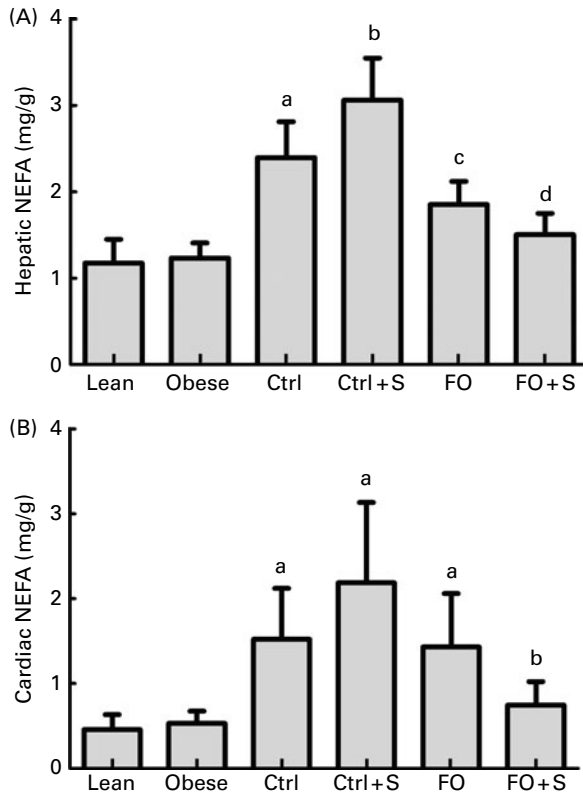 (A)
4
3
2
1
0
Hepatic NEFA (mg/g)
a
b
c
d
Lean Obese Ctrl Ctrl+S FO FO+S
(B)
4
3
2
1
0
Cardiac NEFA (mg/g)
a
a
a
b
Lean Obese Ctrl Ctrl+S FO FO+S